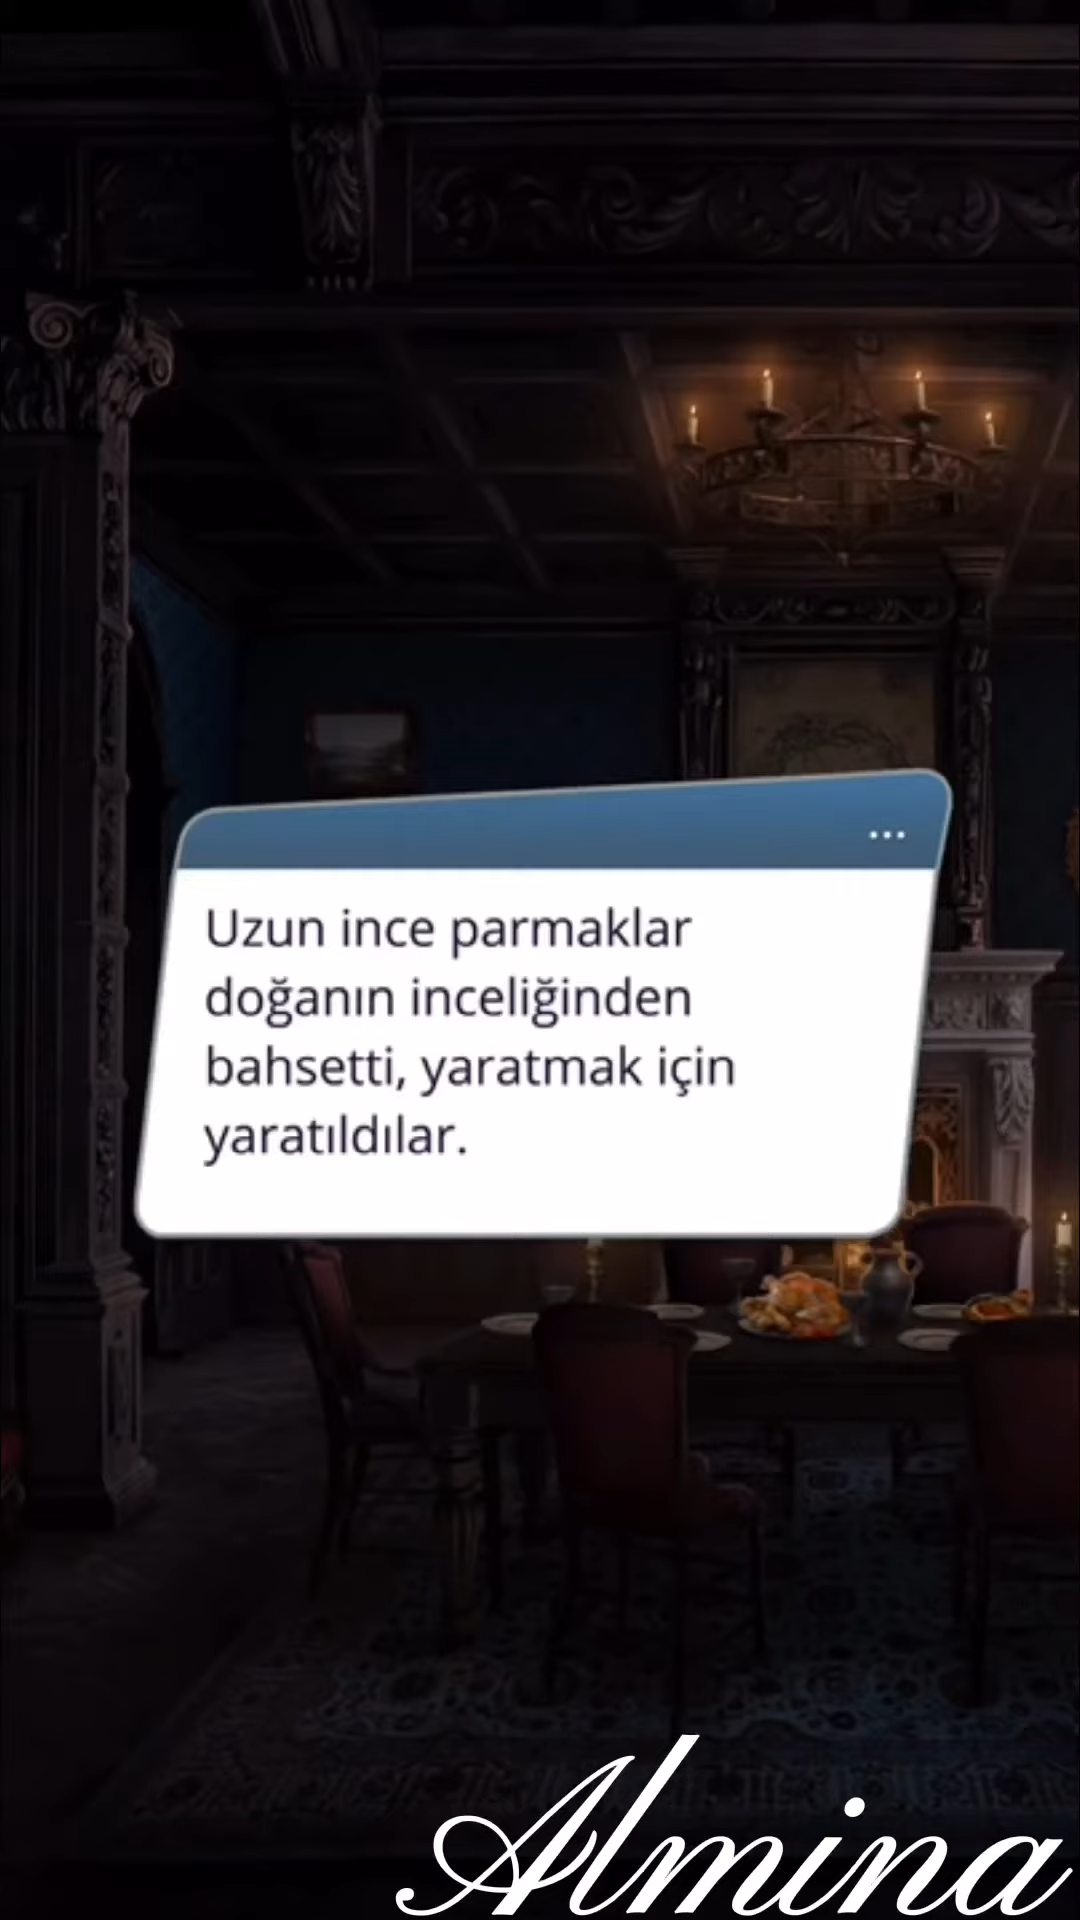 ...
Uzun ince parmaklar
doğanın inceliğinden
bahsetti, yaratmak için
yaratıldılar.
Almina